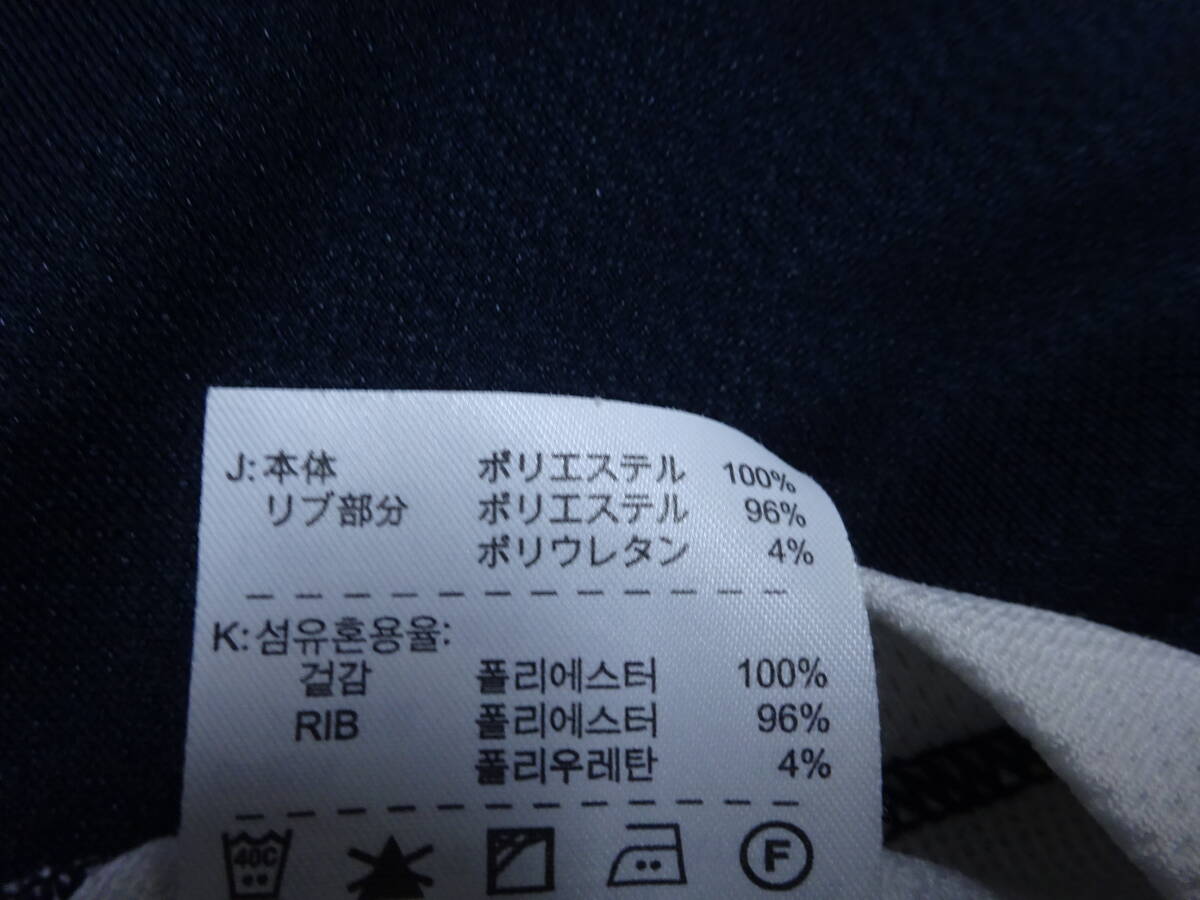 J: 本体 ポリエステル 100%
リブ部分 ポリエステル 96%
ポリウレタン 4%
K: 섬유혼용율:
겉감 폴리에스터 100%
RIB 폴리에스터 96%
폴리우레탄 4%
40C F